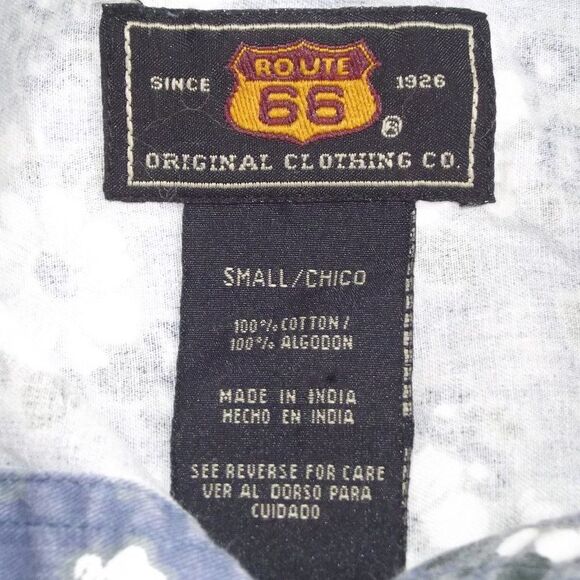 ROUTE
SINCE 66 1926
®
ORIGINAL CLOTHING CO.
SMALL/CHICO
100% COTTON/
100% ALGODON
MADE IN INDIA
HECHO EN INDIA
SEE REVERSE FOR CARE
VER AL DORSO PARA
CUIDADO